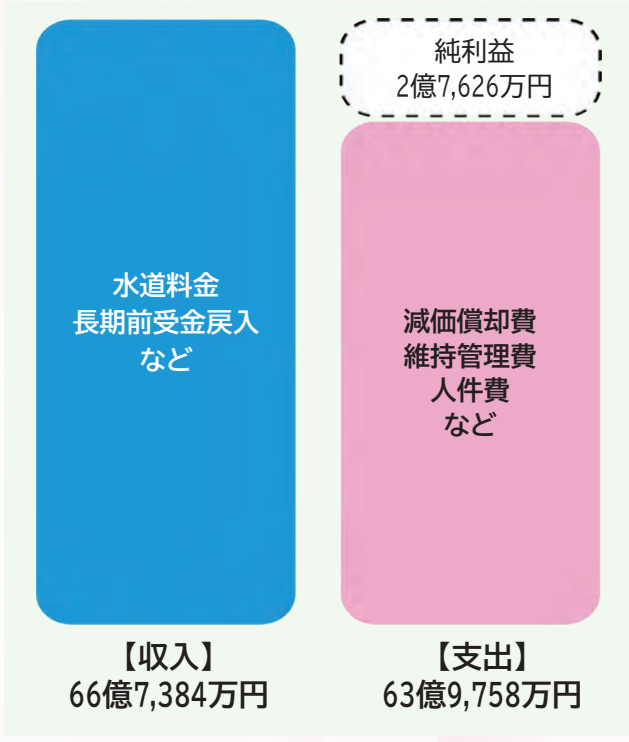 水道料金
長期前受金戻入
など
【収入】
66億7,384万円
純利益
2億7,626万円
減価償却費
維持管理費
人件費
など
【支出】
63億9,758万円